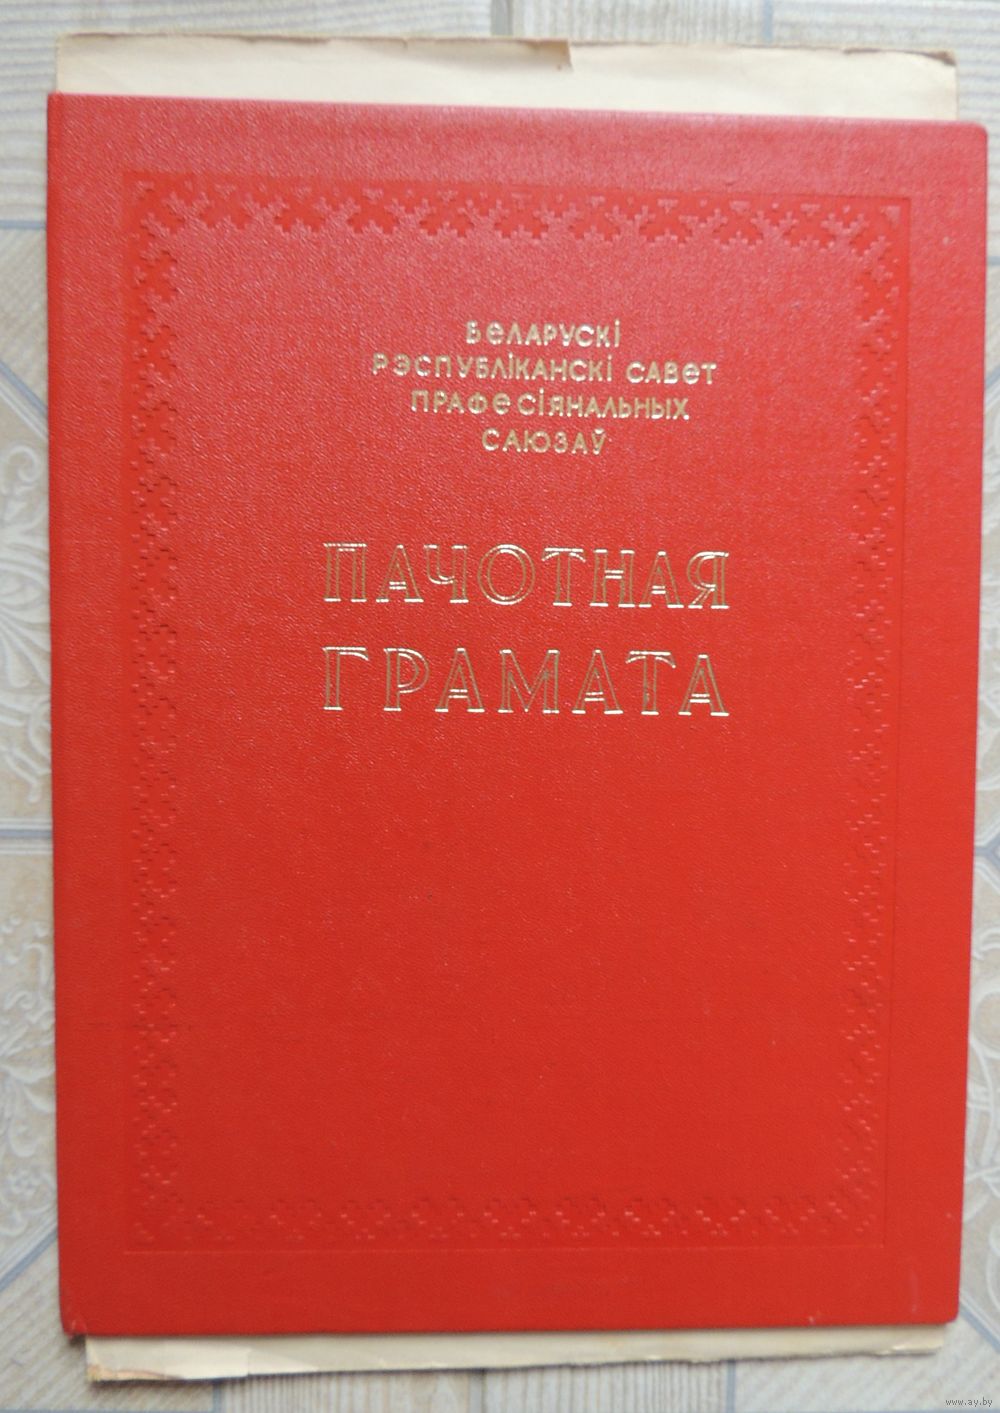 БЕЛАРУСКІ
РЭСПУБЛІКАНСКІ САВЕТ
ПРАФЕСІЯНАЛЬНЫХ
САЮЗАЎ
ПАЧОТНАЯ
ГРАМАТА
www.ay.by